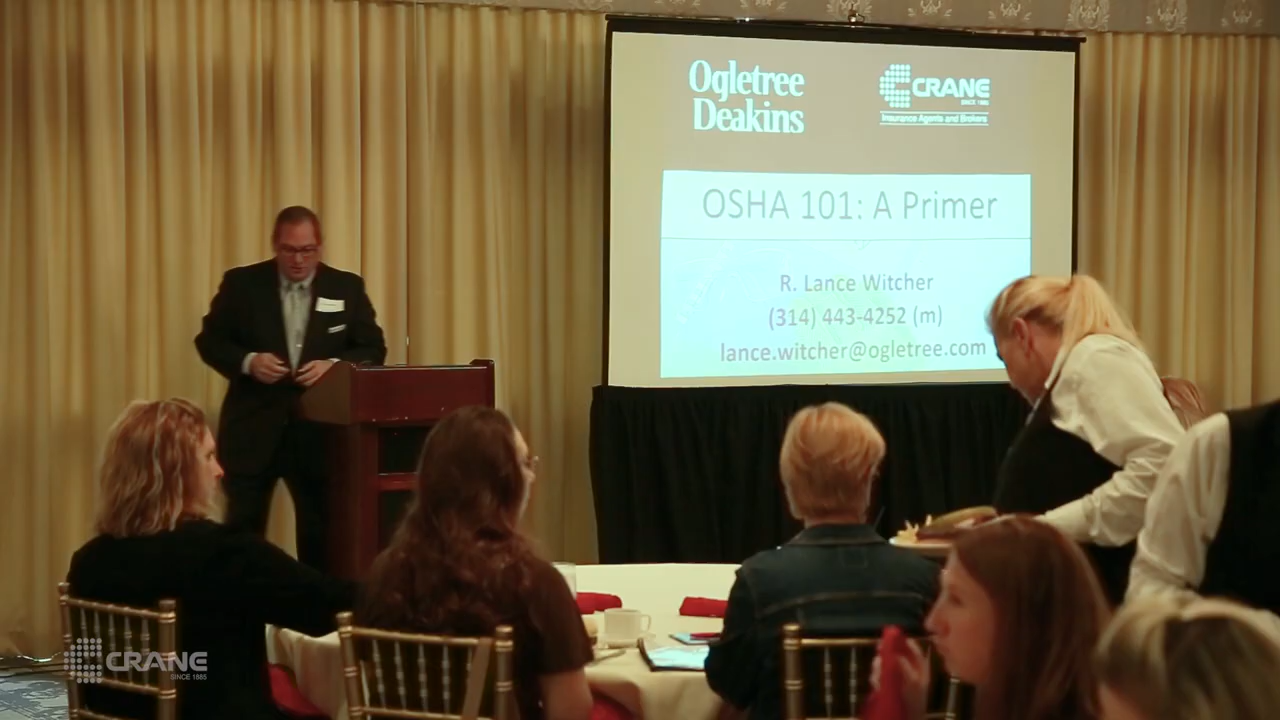 Ogletree
Deakins
CRANE
SINCE 1885
Insurance Agents and Brokers
OSHA 101: A Primer
R. Lance Witcher
(314) 443-4252 (m)
lance.witcher@ogletree.com
CRANE
SINCE 1885